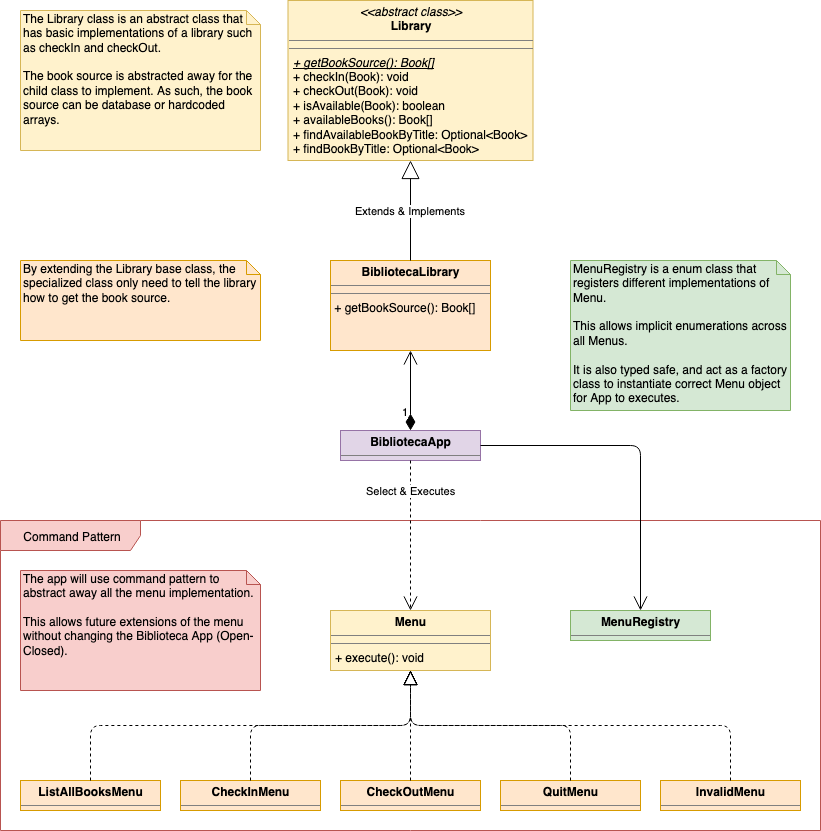 The Library class is an abstract class that
has basic implementations of a library such
as checkIn and checkOut.
The book source is abstracted away for the
child class to implement. As such, the book
source can be database or hardcoded
arrays.
<<abstract class>>
Library
+ getBookSource(): Book[]
+ checkIn(Book): void
+ checkOut(Book): void
+ isAvailable(Book): boolean
+ availableBooks(): Book[]
+ findAvailableBookByTitle: Optional<Book>
+ findBookByTitle: Optional<Book>
Extends & Implements
By extending the Library base class, the
specialized class only need to tell the library
how to get the book source.
BibliotecaLibrary
+ getBookSource(): Book[]
MenuRegistry is a enum class that
registers different implementations of
Menu.
This allows implicit enumerations across
all Menus.
It is also typed safe, and act as a factory
class to instantiate correct Menu object
for App to executes.
1
BibliotecaApp
Select & Executes
Command Pattern
The app will use command pattern to
abstract away all the menu implementation.
This allows future extensions of the menu
without changing the Biblioteca App (Open-
Closed).
Menu
+ execute(): void
MenuRegistry
ListAllBooksMenu
CheckInMenu
CheckOutMenu
QuitMenu
InvalidMenu